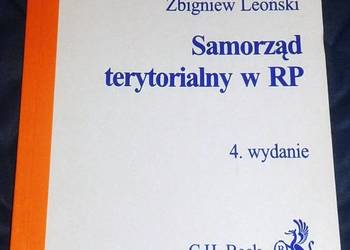 Zbigniew Leoński
Samorząd
terytorialny w RP
4. wydanie
C.H. Beck